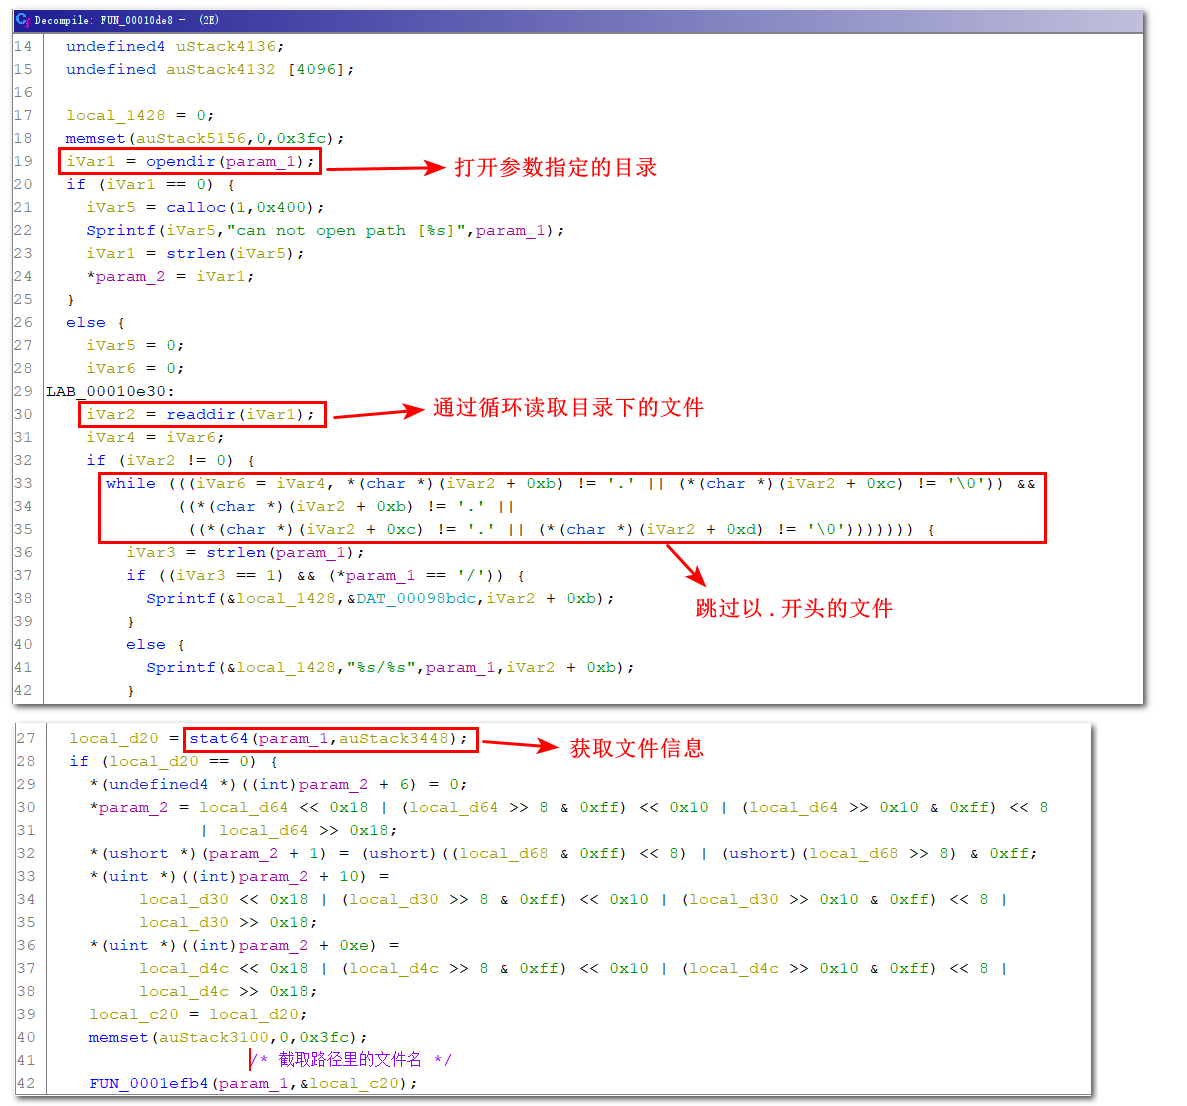 Decompile: FUN_00010de8 - (2E)
14 undefined4 uStack4136;
15 undefined auStack4132 [4096];
16
17 local_1428 = 0;
18 memset(auStack5156,0,0x3fc);
19 iVar1 = opendir(param_1); 打开参数指定的目录
20 if (iVar1 == 0) {
21 iVar5 = calloc(1,0x400);
22 Sprintf(iVar5,"can not open path [%s]",param_1);
23 iVar1 = strlen(iVar5);
24 *param_2 = iVar1;
25 }
26 else {
27 iVar5 = 0;
28 iVar6 = 0;
29 LAB_00010e30:
30 iVar2 = readdir(iVar1); 通过循环读取目录下的文件
31 iVar4 = iVar6;
32 if (iVar2 != 0) {
33 while (((iVar6 = iVar4, *(char *)(iVar2 + 0xb) != '.' || (*(char *)(iVar2 + 0xc) != '\0')) &&
34 ((*(char *)(iVar2 + 0xb) != '.' ||
35 ((*(char *)(iVar2 + 0xc) != '.' || (*(char *)(iVar2 + 0xd) != '\0'))))))) {
36 iVar3 = strlen(param_1);
37 if ((iVar3 == 1) && (*param_1 == '/')) {
38 Sprintf(&local_1428,&DAT_00098bdc,iVar2 + 0xb);
39 }
跳过以 . 开头的文件
40 else {
41 Sprintf(&local_1428,"%s/%s",param_1,iVar2 + 0xb);
42 }
27 local_d20 = stat64(param_1,auStack3448); 获取文件信息
28 if (local_d20 == 0) {
29 *(undefined4 *)((int)param_2 + 6) = 0;
30 *param_2 = local_d64 << 0x18 | (local_d64 >> 8 & 0xff) << 0x10 | (local_d64 >> 0x10 & 0xff) << 8
31 | local_d64 >> 0x18;
32 *(ushort *)(param_2 + 1) = (ushort)((local_d68 & 0xff) << 8) | (ushort)(local_d68 >> 8) & 0xff;
33 *(uint *)((int)param_2 + 10) =
34 local_d30 << 0x18 | (local_d30 >> 8 & 0xff) << 0x10 | (local_d30 >> 0x10 & 0xff) << 8 |
35 local_d30 >> 0x18;
36 *(uint *)((int)param_2 + 0xe) =
37 local_d4c << 0x18 | (local_d4c >> 8 & 0xff) << 0x10 | (local_d4c >> 0x10 & 0xff) << 8 |
38 local_d4c >> 0x18;
39 local_c20 = local_d20;
40 memset(auStack3100,0,0x3fc);
41 /* 截取路径里的文件名 */
42 FUN_0001efb4(param_1,&local_c20);